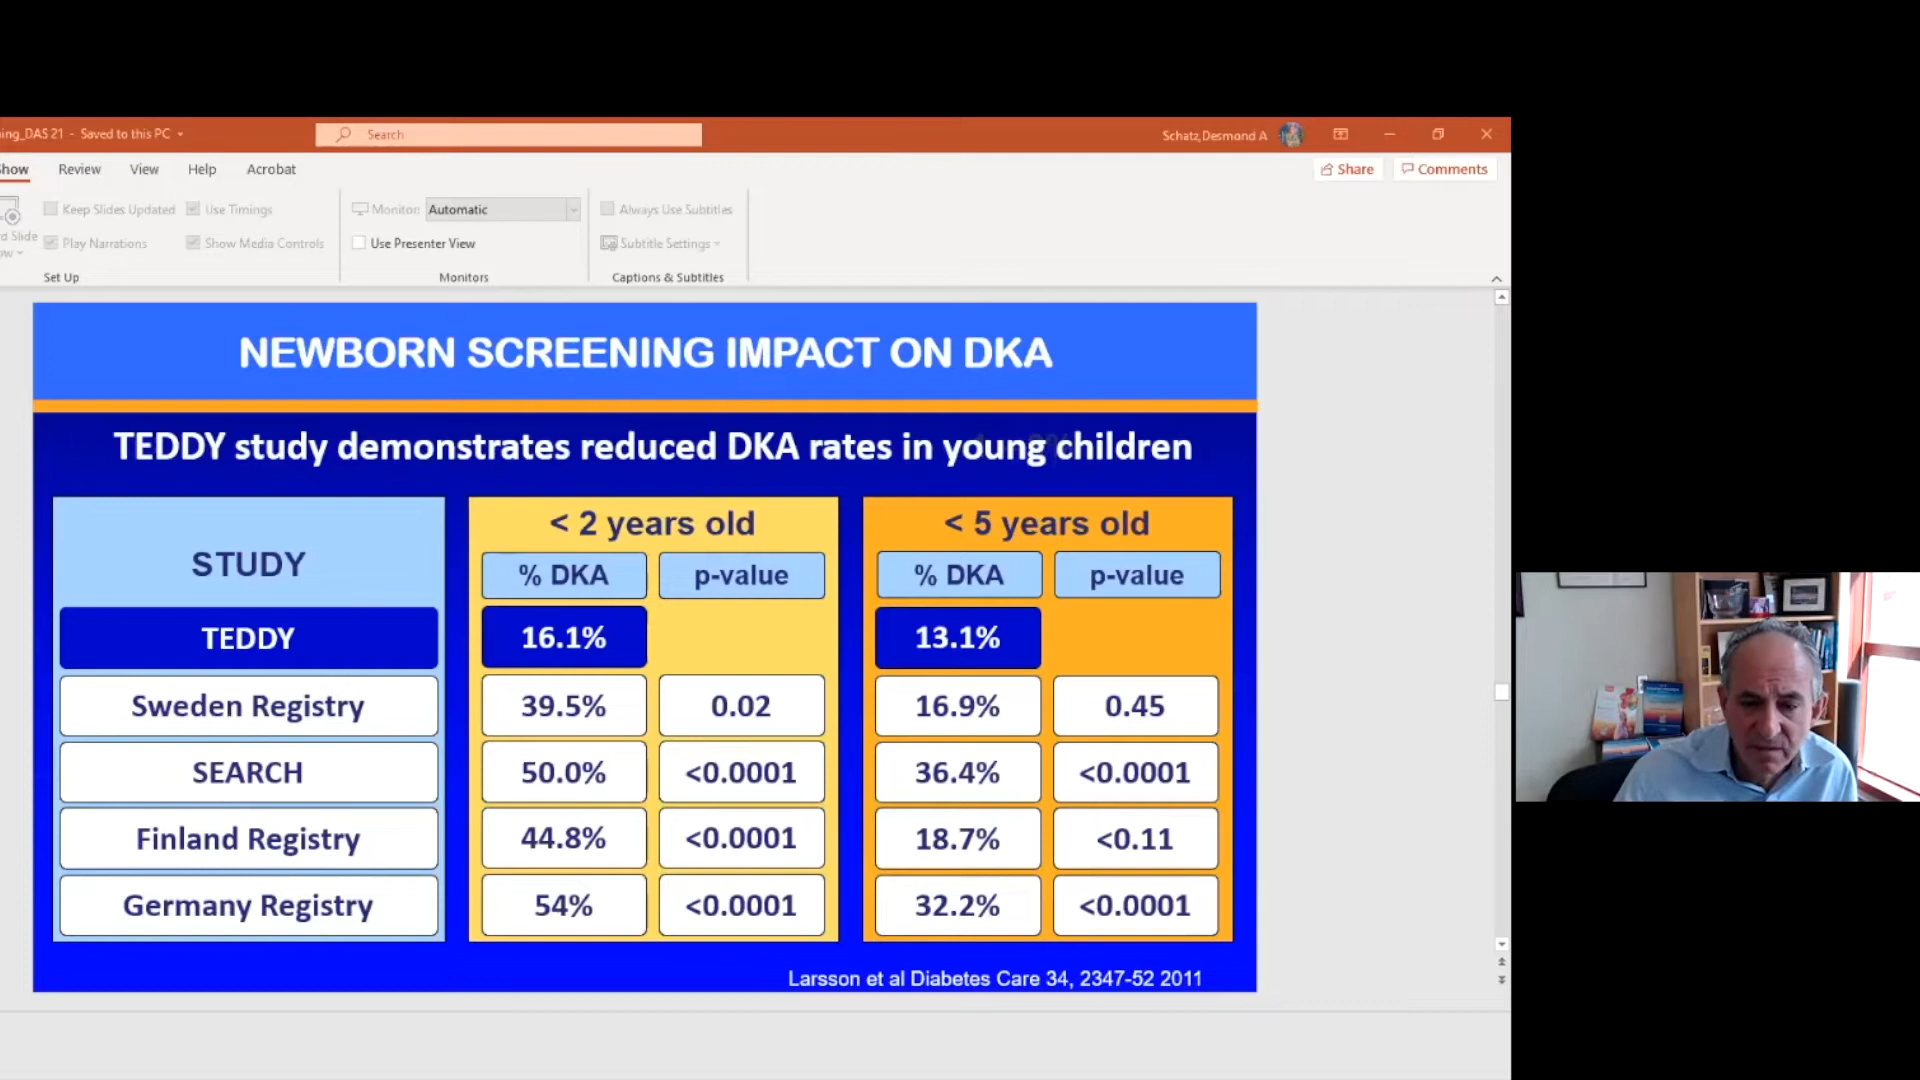 ing_DAS 21 - Saved to this PC
Search
Schatz,Desmond A
Show Review View Help Acrobat
Share Comments
Keep Slides Updated Use Timings
Monitor: Automatic
Always Use Subtitles
d Slide
Play Narrations Show Media Controls
Use Presenter View
Subtitle Settings
ow
Set Up
Monitors
Captions & Subtitles
NEWBORN SCREENING IMPACT ON DKA
TEDDY study demonstrates reduced DKA rates in young children
STUDY
< 2 years old
< 5 years old
% DKA p-value % DKA p-value
TEDDY 16.1% 13.1%
Sweden Registry 39.5% 0.02 16.9% 0.45
SEARCH 50.0% <0.0001 36.4% <0.0001
Finland Registry 44.8% <0.0001 18.7% <0.11
Germany Registry 54% <0.0001 32.2% <0.0001
Larsson et al Diabetes Care 34, 2347-52 2011